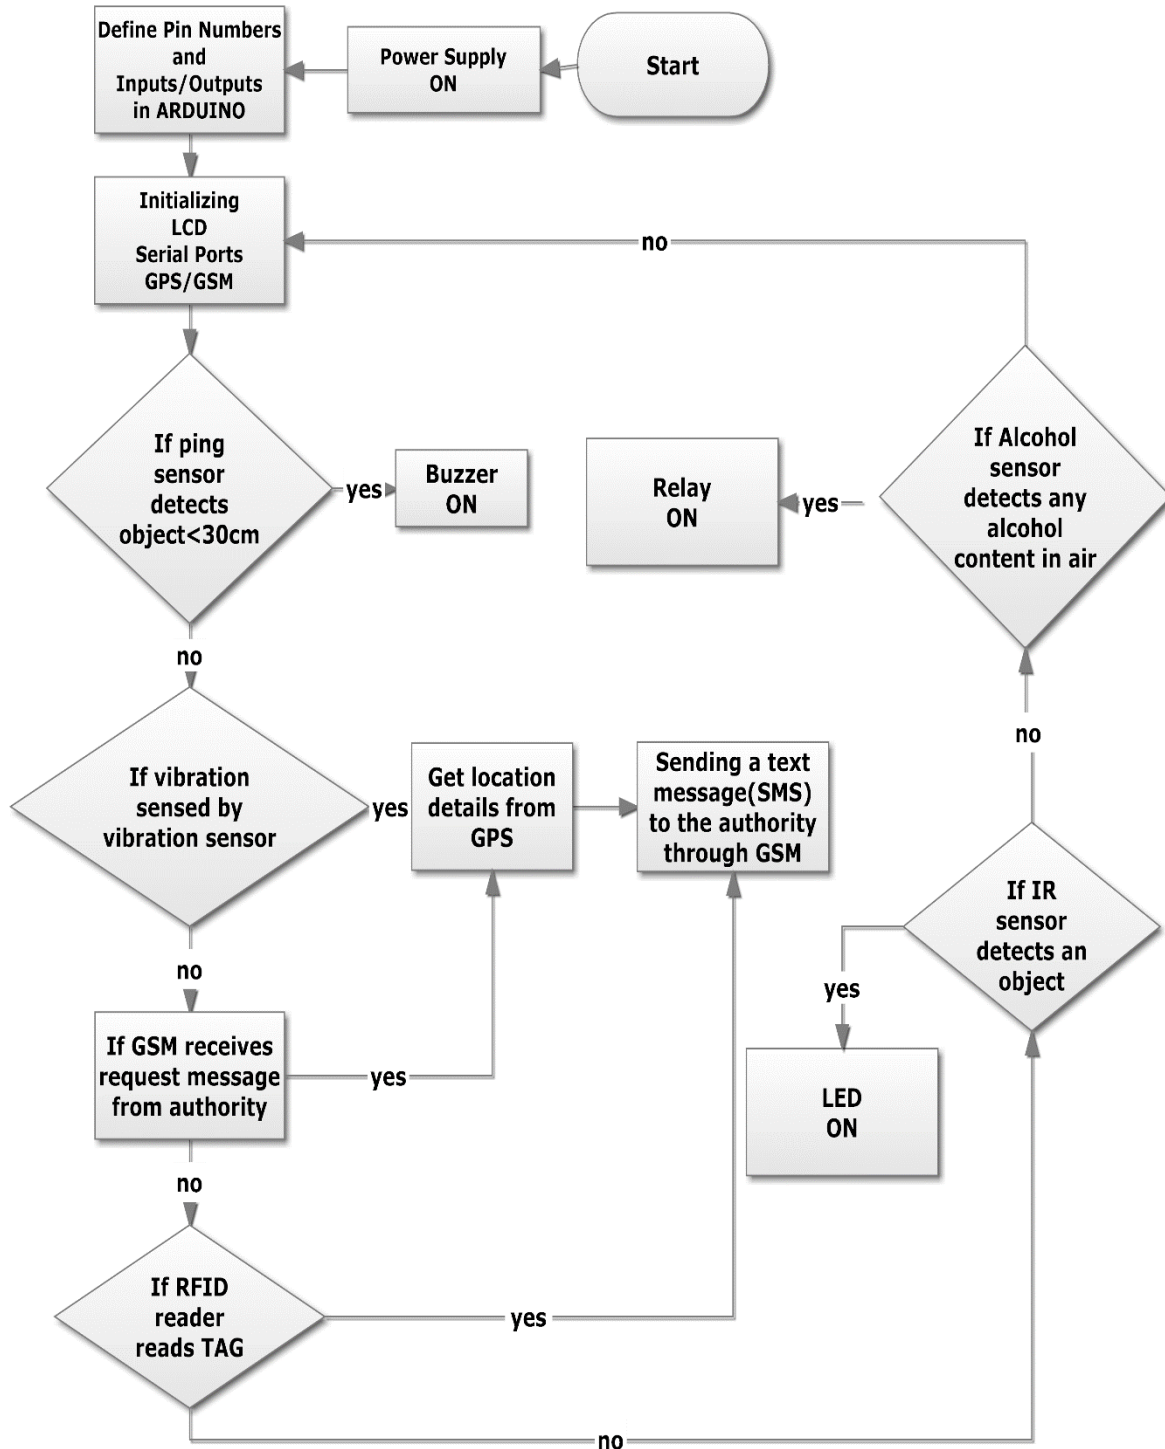 Start
Power Supply
ON
Define Pin Numbers
and
Inputs/Outputs
in ARDUINO
Initializing
LCD
Serial Ports
GPS/GSM
no
If ping
sensor
detects
object<30cm
yes
Buzzer
ON
Relay
ON
yes
If Alcohol
sensor
detects any
alcohol
content in air
no
If vibration
sensed by
vibration sensor
yes
Get location
details from
GPS
Sending a text
message(SMS)
to the authority
through GSM
no
If IR
sensor
detects an
object
yes
LED
ON
no
If GSM receives
request message
from authority
yes
no
If RFID
reader
reads TAG
yes
no